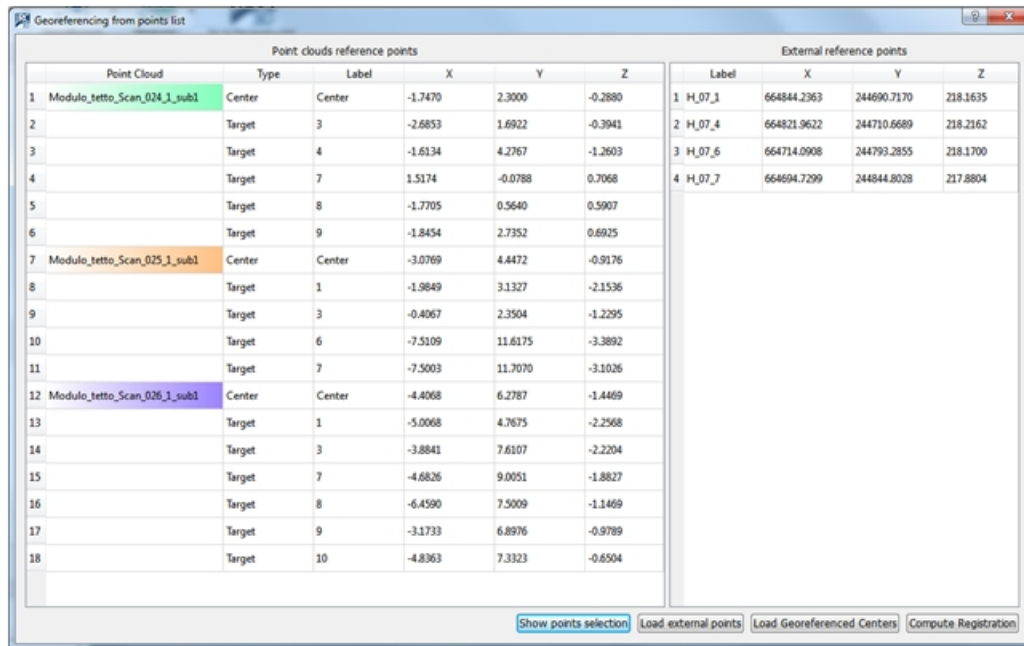 Georeferencing from points list
Point clouds reference points
Point Cloud Type Label X Y Z
1 Modulo_tetto_Scan_024_1_sub1 Center Center -1.7470 2.3000 -0.2880
2 Target 3 -2.6853 1.6922 -0.3941
3 Target 4 -1.6134 4.2767 -1.2603
4 Target 7 1.5174 -0.0788 0.7068
5 Target 8 -1.7705 0.5640 0.5907
6 Target 9 -1.8454 2.7352 0.6925
7 Modulo_tetto_Scan_025_1_sub1 Center Center -3.0769 4.4472 -0.9176
8 Target 1 -1.9849 3.1327 -2.1536
9 Target 3 -0.4067 2.3504 -1.2295
10 Target 6 -7.5109 11.6175 -3.3892
11 Target 7 -7.5003 11.7070 -3.1026
12 Modulo_tetto_Scan_026_1_sub1 Center Center -4.4068 6.2787 -1.4469
13 Target 1 -5.0068 4.7675 -2.2568
14 Target 3 -3.8841 7.6107 -2.2204
15 Target 7 -4.6826 9.0051 -1.8827
16 Target 8 -6.4590 7.5009 -1.1469
17 Target 9 -3.1733 6.8976 -0.9789
18 Target 10 -4.8363 7.3323 -0.6504
External reference points
Label X Y Z
1 H_07_1 664844.2363 244690.7170 218.1635
2 H_07_4 664821.9622 244710.6689 218.2162
3 H_07_6 664714.0908 244793.2855 218.1700
4 H_07_7 664694.7299 244844.8028 217.8804
Show points selection Load external points Load Georeferenced Centers Compute Registration